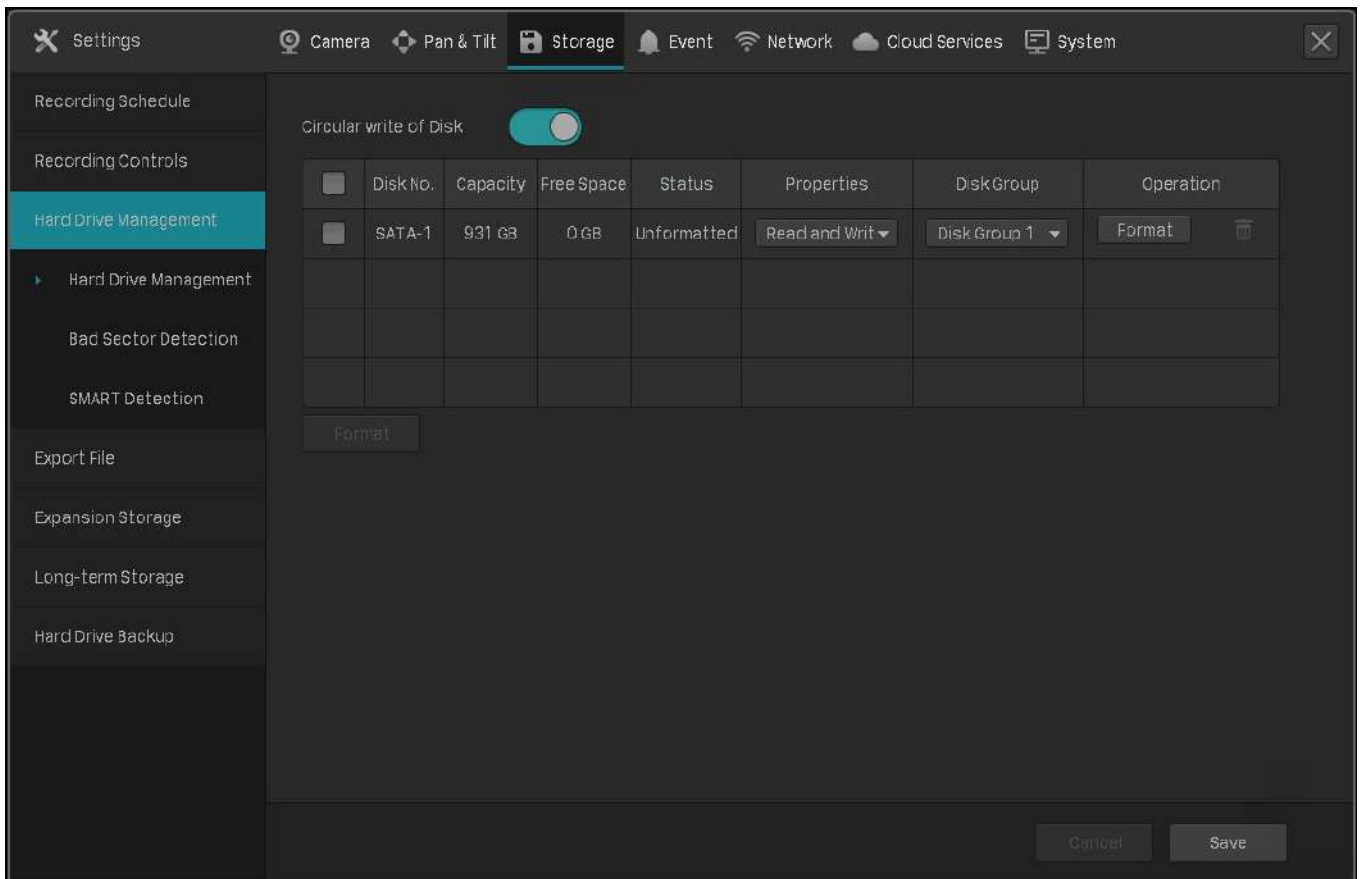 Settings Camera Pan & Tilt Storage Event Network Cloud Services System
Recording Schedule
Circular write of Disk
Recording Controls
Disk No. Capacity Free Space Status Properties Disk Group Operation
Hard Drive Management
SATA-1 931 GB 0 GB Unformatted Read and Writ Disk Group 1 Format
Hard Drive Management
Bad Sector Detection
SMART Detection
Format
Export File
Expansion Storage
Long-term Storage
Hard Drive Backup
Cancel Save